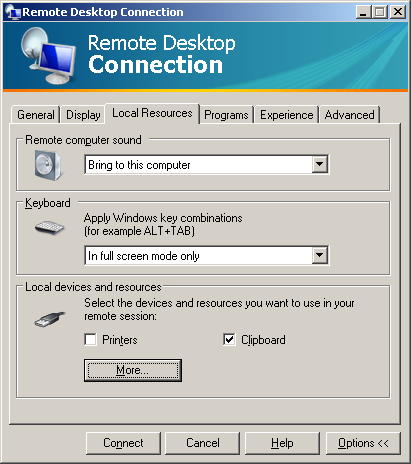 Remote Desktop Connection
Remote Desktop
Connection
General Display Local Resources Programs Experience Advanced
Remote computer sound
Bring to this computer
Keyboard
Apply Windows key combinations
(for example ALT+TAB)
In full screen mode only
Local devices and resources
Select the devices and resources you want to use in your
remote session:
Printers Clipboard
More...
Connect Cancel Help Options <<